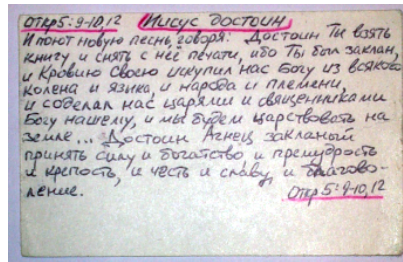 Откр 5:9-10,12 Иисус достоин
И поют новую песнь, говоря: Достоин Ты взять
книгу и снять с неё печати, ибо Ты был заклан,
и Кровию Своею искупил нас Богу из всякого
колена и языка, и народа и племени,
и соделал нас царями и священниками
Богу нашему, и мы будем царствовать на
земле... Достоин Агнец закланый
принять силу и богатство, и премудрость
и крепость, и честь и славу, и благово-
ление.
Откр 5:9-10,12